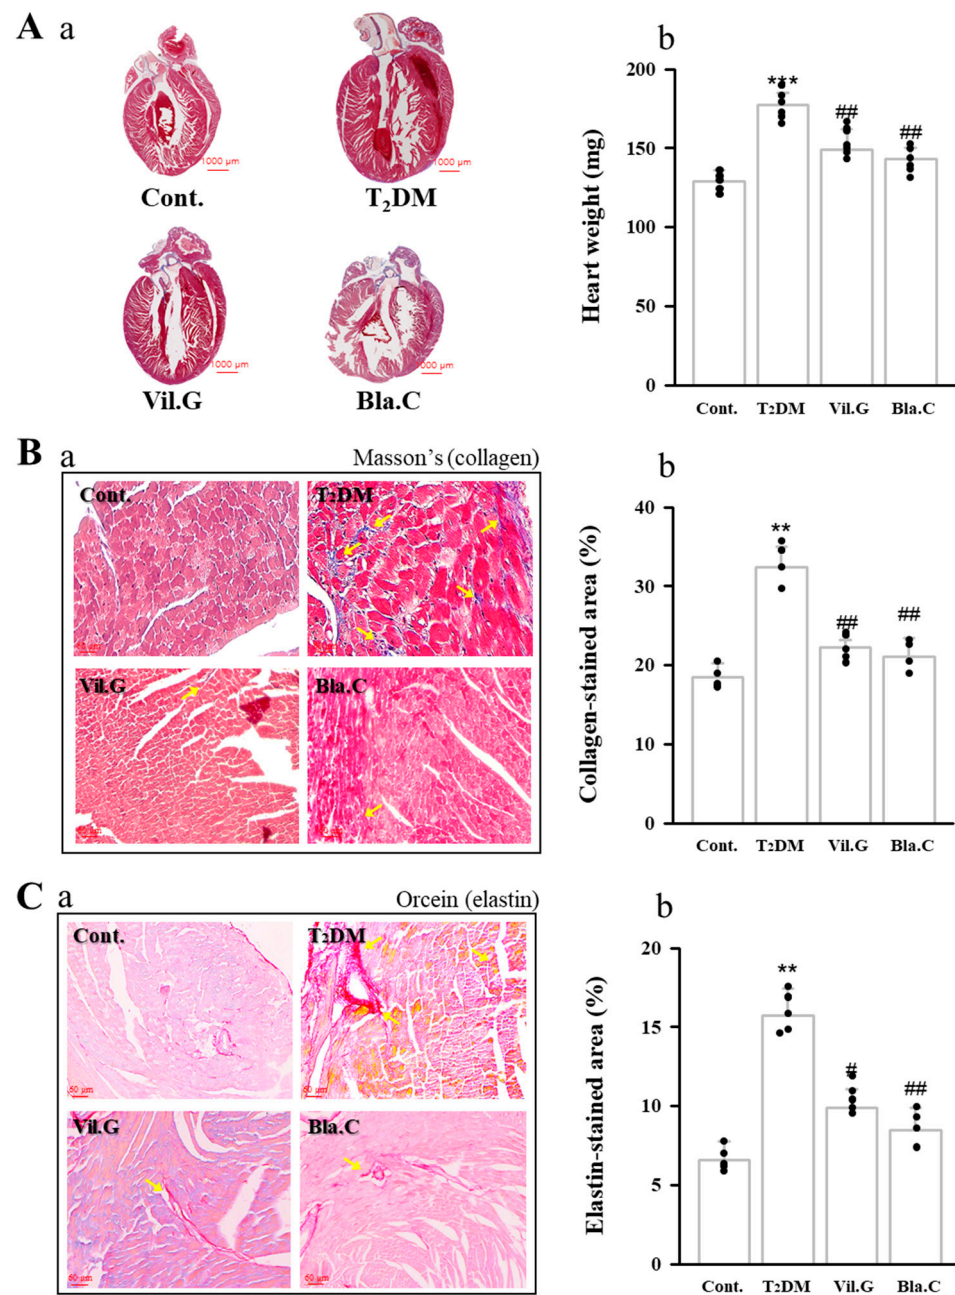 A a
1000 µm
1000 µm
Cont.
T₂DM
1000 µm
1000 µm
Vil.G
Bla.C
b
Heart weight (mg)
200
150
100
50
0
***
##
##
Cont.
T₂DM
Vil.G
Bla.C
B a
Masson's (collagen)
Cont.
T₂DM
Vil.G
Bla.C
b
Collagen-stained area (%)
40
30
20
10
0
**
##
##
Cont.
T₂DM
Vil.G
Bla.C
C a
Orcein (elastin)
Cont.
50 µm
T₂DM
50 µm
Vil.G
50 µm
Bla.C
50 µm
b
Elastin-stained area (%)
20
15
10
5
0
**
#
##
Cont.
T₂DM
Vil.G
Bla.C